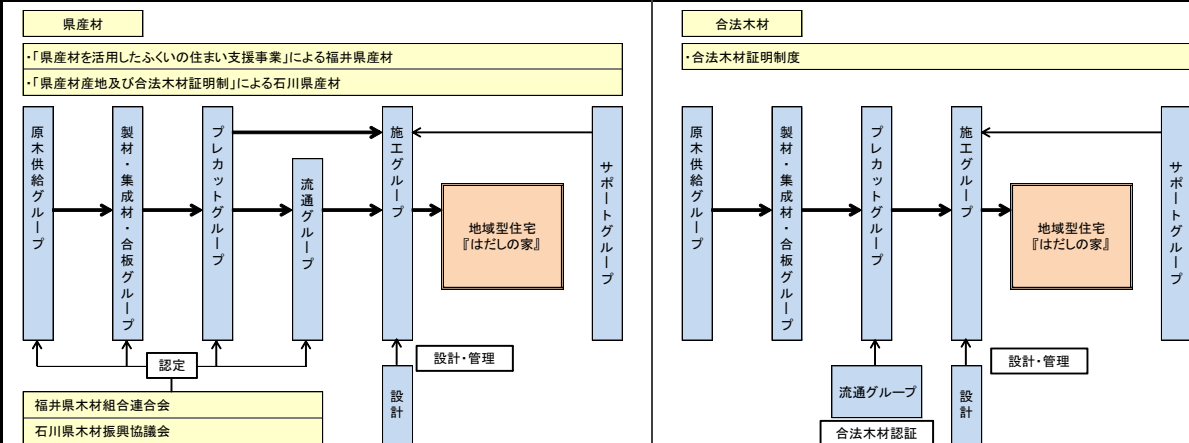 県産材
・「県産材を活用したふくいの住まい支援事業」による福井県産材
・「県産材産地及び合法木材証明制」による石川県産材
原木供給グループ
製材・集成材・合板グループ
プレカットグループ
流通グループ
施工グループ
地域型住宅
『はだしの家』
サポートグループ
認定
設計・管理
福井県木材組合連合会
石川県木材振興協議会
設計
合法木材
・合法木材証明制度
原木供給グループ
製材・集成材・合板グループ
プレカットグループ
施工グループ
地域型住宅
『はだしの家』
サポートグループ
設計・管理
流通グループ
合法木材認証
設計